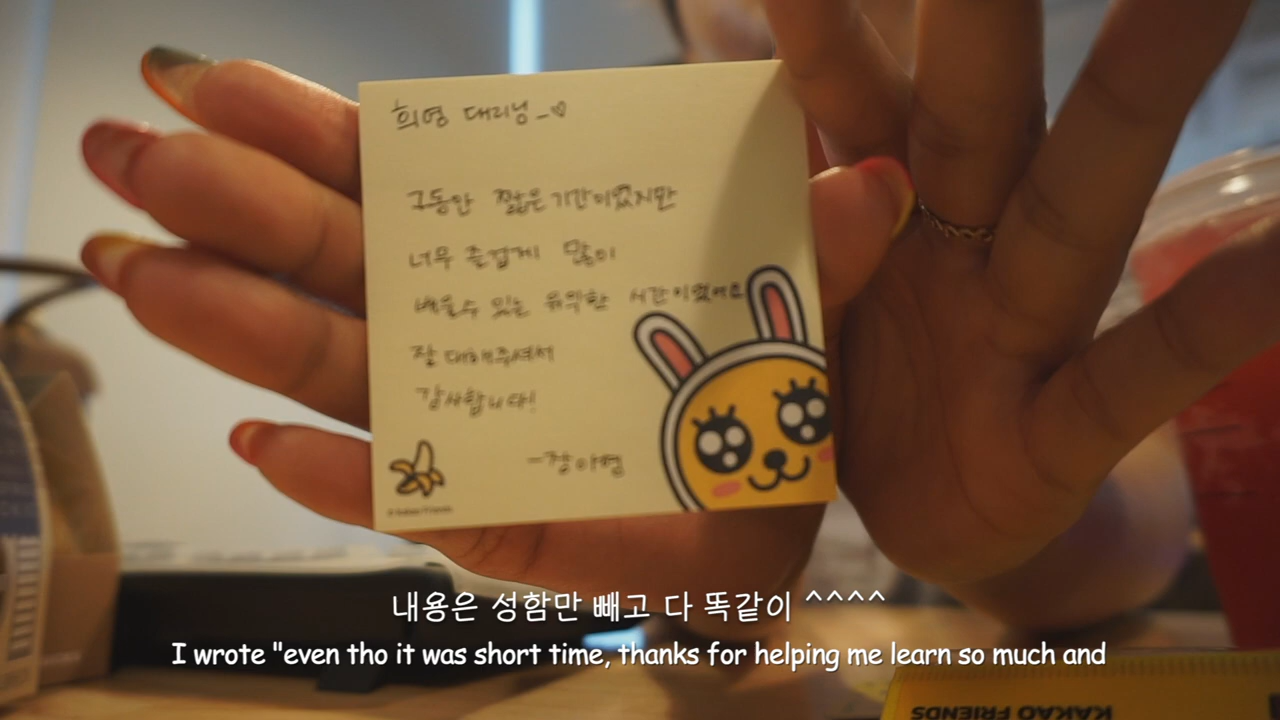 희영 대리님_♡
그동안 짧은 기간이었지만
너무 즐겁게 많이
배울수 있는 유익한 시간이였어요
잘 대해주셔서
감사합니다!
© Kakao Friends
내용은 성함만 빼고 다 똑같이 ^^^^
I wrote "even tho it was short time, thanks for helping me learn so much and
KAKAO FRIENDS